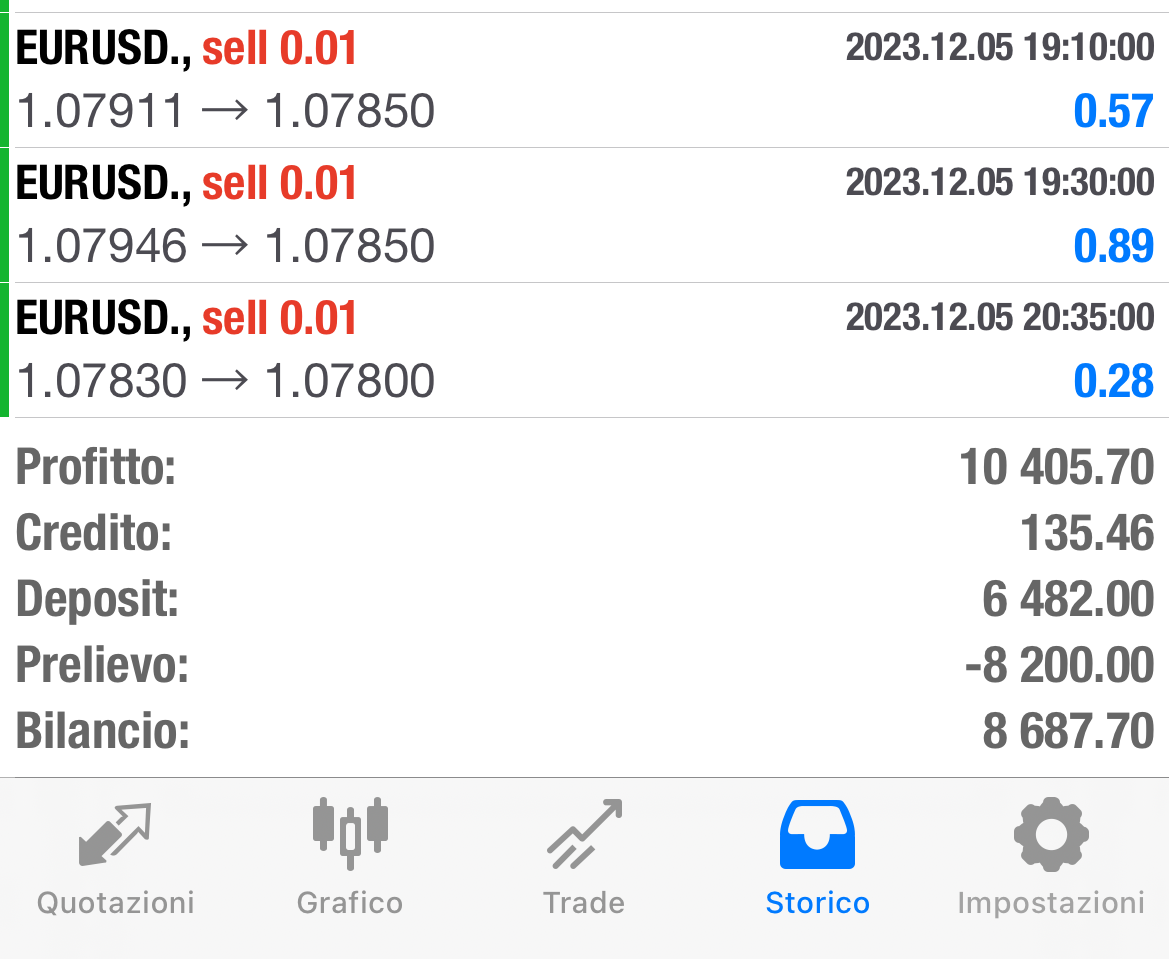 EURUSD., sell 0.01 2023.12.05 19:10:00
1.07911 → 1.07850 0.57
EURUSD., sell 0.01 2023.12.05 19:30:00
1.07946 → 1.07850 0.89
EURUSD., sell 0.01 2023.12.05 20:35:00
1.07830 → 1.07800 0.28
Profitto: 10 405.70
Credito: 135.46
Deposit: 6 482.00
Prelievo: -8 200.00
Bilancio: 8 687.70
Quotazioni Grafico Trade Storico Impostazioni